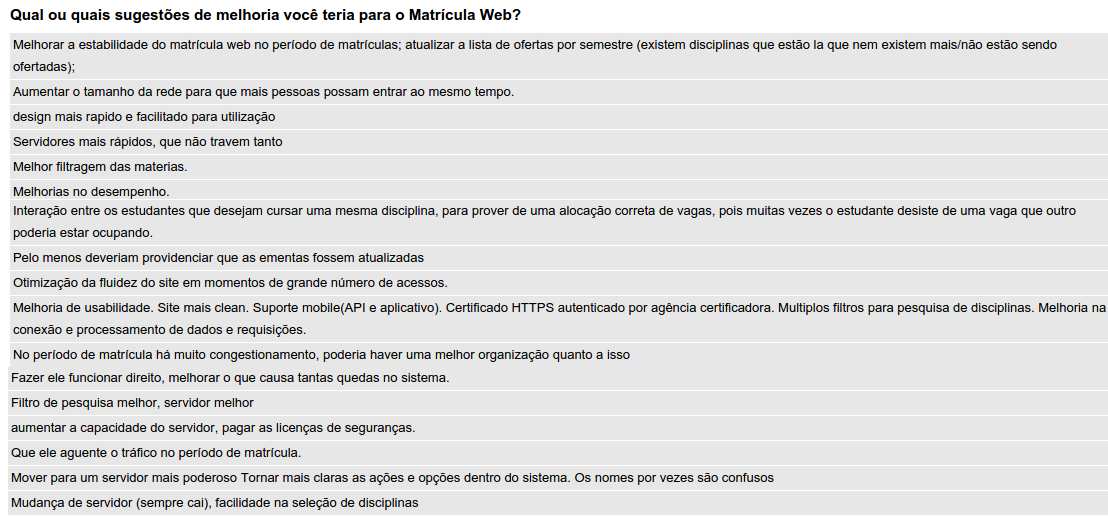 Qual ou quais sugestões de melhoria você teria para o Matrícula Web?
Melhorar a estabilidade do matrícula web no período de matrículas; atualizar a lista de ofertas por semestre (existem disciplinas que estão la que nem existem mais/não estão sendo
ofertadas);
Aumentar o tamanho da rede para que mais pessoas possam entrar ao mesmo tempo.
design mais rapido e facilitado para utilização
Servidores mais rápidos, que não travem tanto
Melhor filtragem das materias.
Melhorias no desempenho.
Interação entre os estudantes que desejam cursar uma mesma disciplina, para prover de uma alocação correta de vagas, pois muitas vezes o estudante desiste de uma vaga que outro
poderia estar ocupando.
Pelo menos deveriam providenciar que as ementas fossem atualizadas
Otimização da fluidez do site em momentos de grande número de acessos.
Melhoria de usabilidade. Site mais clean. Suporte mobile(API e aplicativo). Certificado HTTPS autenticado por agência certificadora. Multiplos filtros para pesquisa de disciplinas. Melhoria na
conexão e processamento de dados e requisições.
No período de matrícula há muito congestionamento, poderia haver uma melhor organização quanto a isso
Fazer ele funcionar direito, melhorar o que causa tantas quedas no sistema.
Filtro de pesquisa melhor, servidor melhor
aumentar a capacidade do servidor, pagar as licenças de seguranças.
Que ele aguente o tráfico no período de matrícula.
Mover para um servidor mais poderoso Tornar mais claras as ações e opções dentro do sistema. Os nomes por vezes são confusos
Mudança de servidor (sempre cai), facilidade na seleção de disciplinas